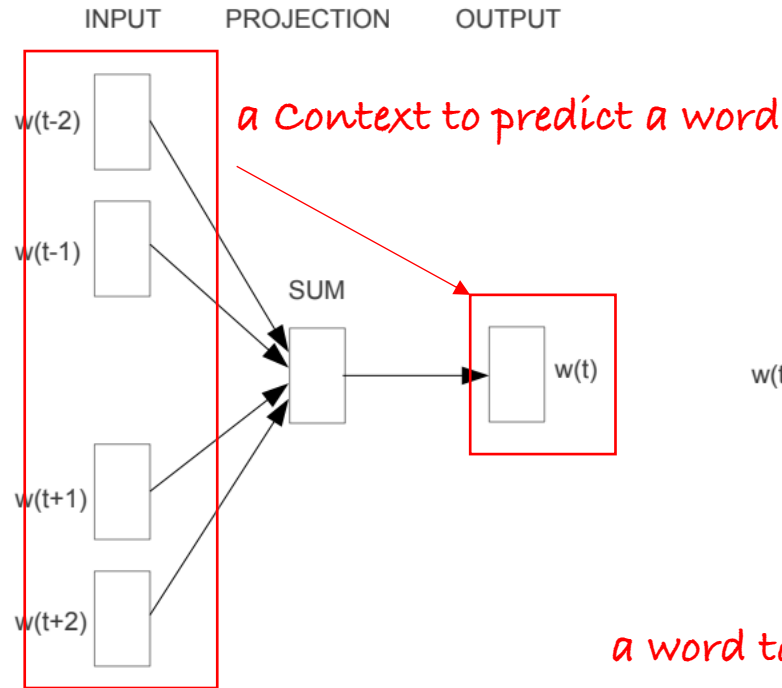 INPUT PROJECTION OUTPUT
w(t-2)
a Context to predict a word
w(t-1)
SUM
w(t)
w(t+1)
w(t+2)
a word